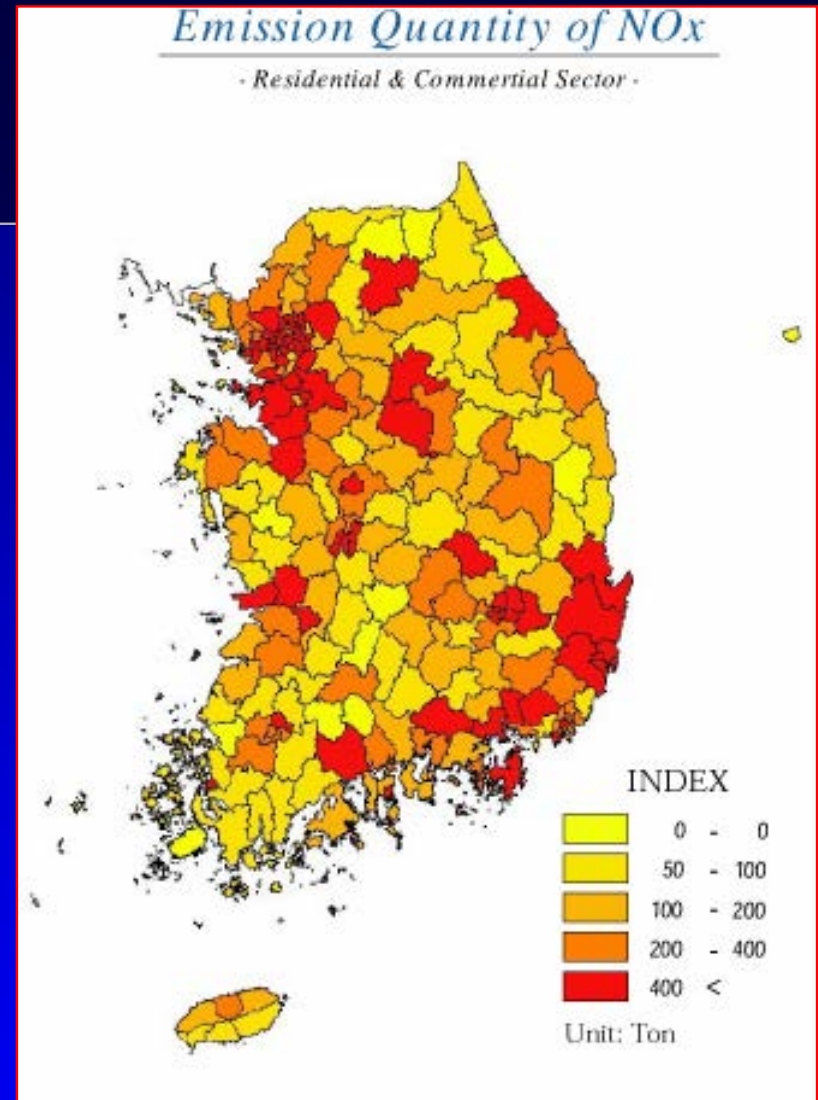 Emission Quantity of NOx
- Residential & Commertial Sector -
INDEX
0 - 0
50 - 100
100 - 200
200 - 400
400 <
Unit: Ton